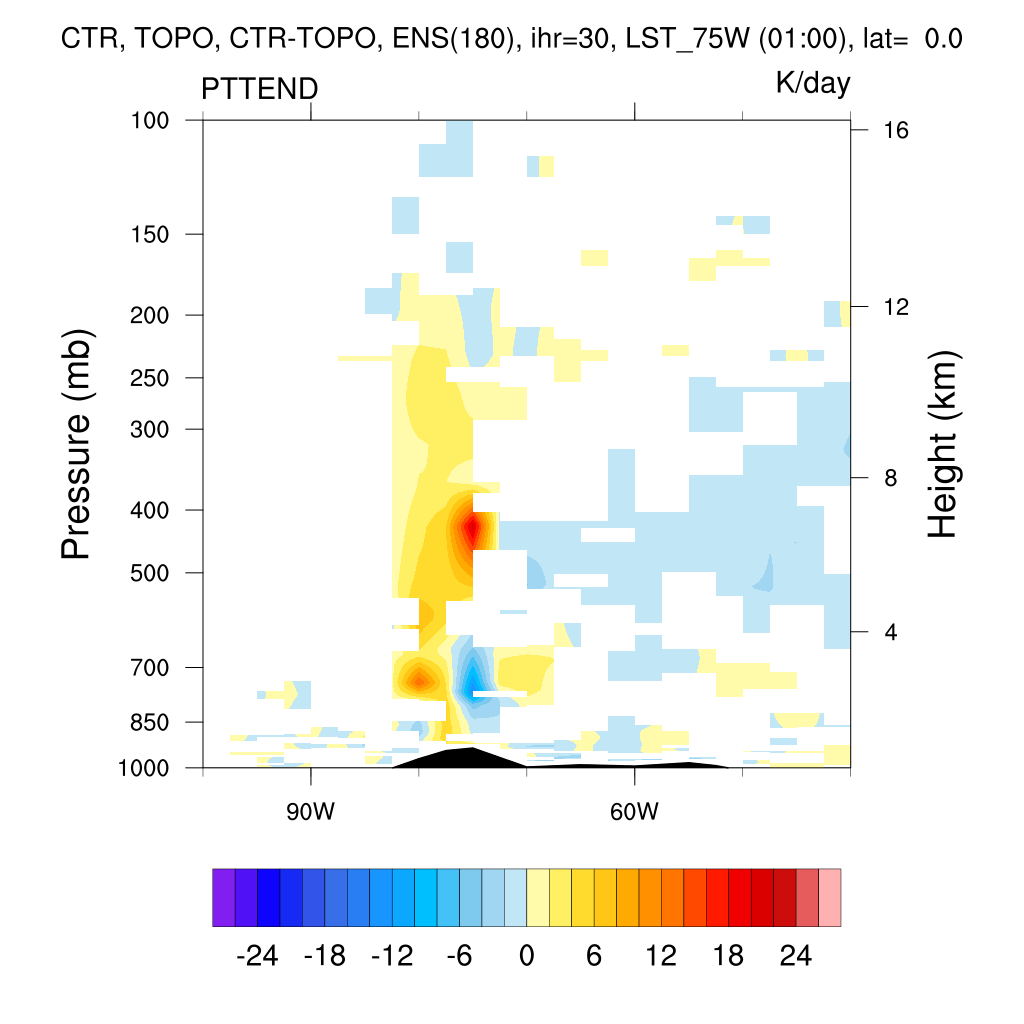 CTR, TOPO, CTR-TOPO, ENS(180), ihr=30, LST_75W (01:00), lat= 0.0
PTTEND K/day
100
150
200
250
300
400
500
700
850
1000
Pressure (mb)
16
12
8
4
Height (km)
90W 60W
-24 -18 -12 -6 0 6 12 18 24